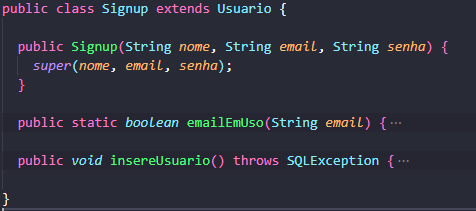 public class Signup extends Usuario {
public Signup(String nome, String email, String senha) {
super(nome, email, senha);
}
public static boolean emailEmUso(String email) {···
public void insereUsuario() throws SQLException {···
}